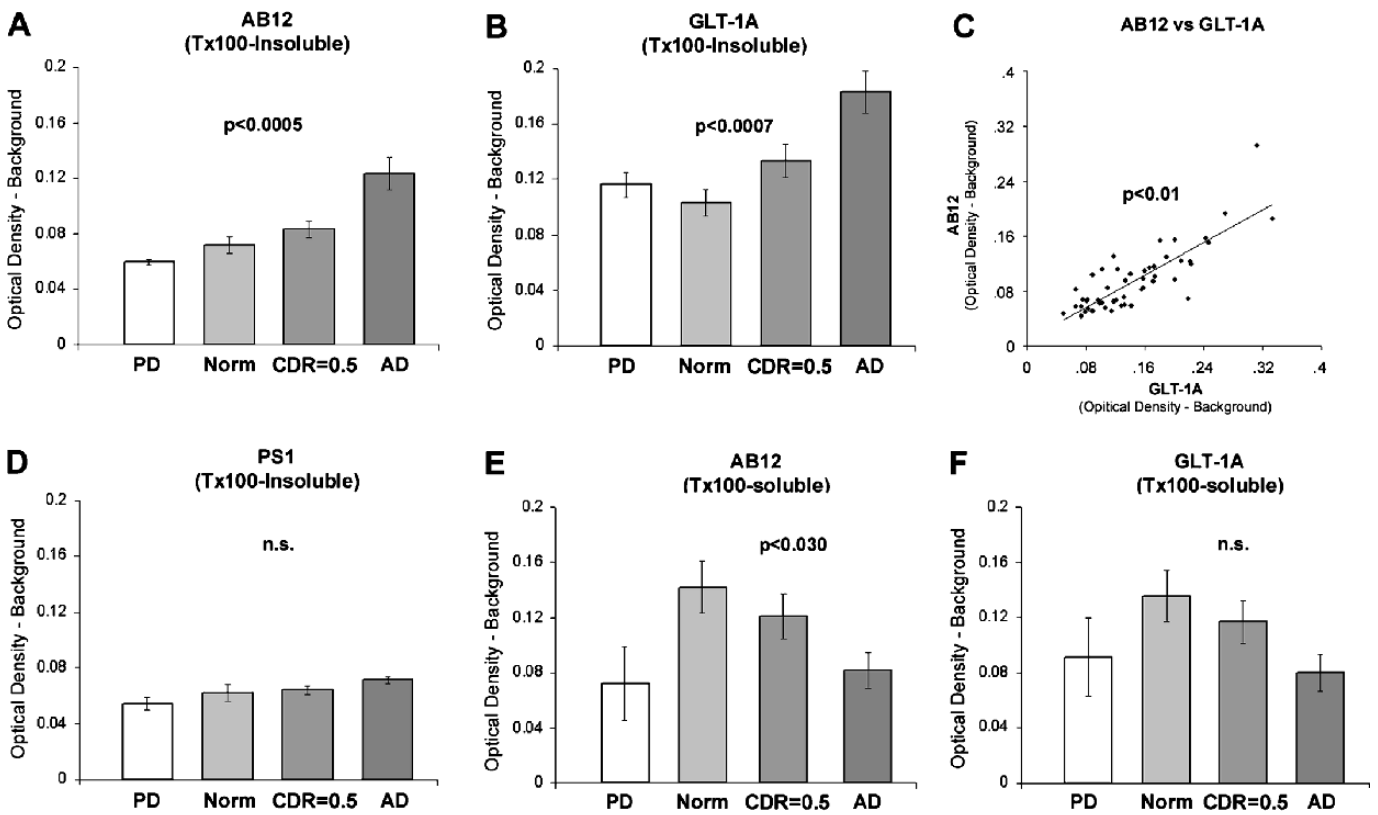 A
AB12
(Tx100-Insoluble)
Optical Density - Background
0.2
0.16
0.12
0.08
0.04
0
p<0.0005
PD Norm CDR=0.5 AD
B
GLT-1A
(Tx100-Insoluble)
Optical Density - Background
0.2
0.16
0.12
0.08
0.04
0
p<0.0007
PD Norm CDR=0.5 AD
C
AB12 vs GLT-1A
AB12
(Optical Density - Background)
.4
.32
.24
.16
.08
0
p<0.01
0 .08 .16 .24 .32 .4
GLT-1A
(Opitical Density - Background)
D
PS1
(Tx100-Insoluble)
Optical Density - Background
0.2
0.16
0.12
0.08
0.04
0
n.s.
PD Norm CDR=0.5 AD
E
AB12
(Tx100-soluble)
Optical Density - Background
0.2
0.16
0.12
0.08
0.04
0
p<0.030
PD Norm CDR=0.5 AD
F
GLT-1A
(Tx100-soluble)
Optical Density - Background
0.2
0.16
0.12
0.08
0.04
0
n.s.
PD Norm CDR=0.5 AD